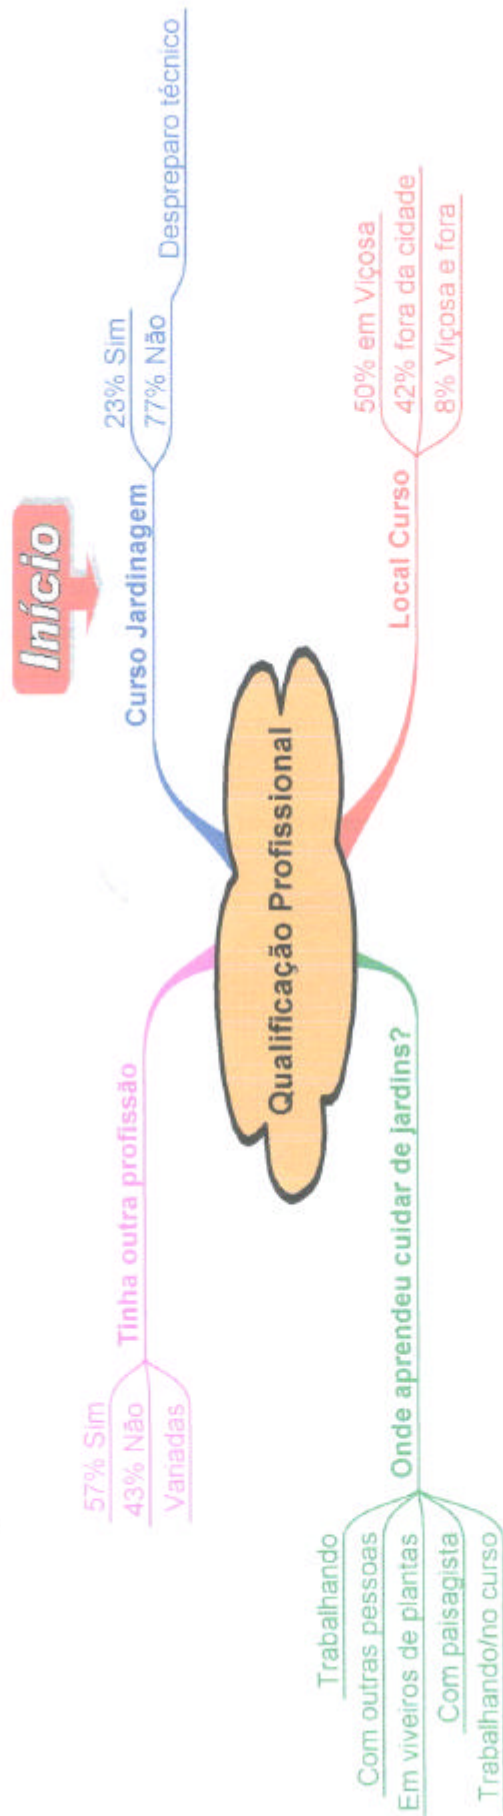 Início
Curso Jardinagem
23% Sim
77% Não
Despreparo técnico
Local Curso
50% em Viçosa
42% fora da cidade
8% Viçosa e fora
Qualificação Profissional
Onde aprendeu cuidar de jardins?
Trabalhando
Com outras pessoas
Em viveiros de plantas
Com paisagista
Trabalhando/no curso
Tinha outra profissão
57% Sim
43% Não
Variadas